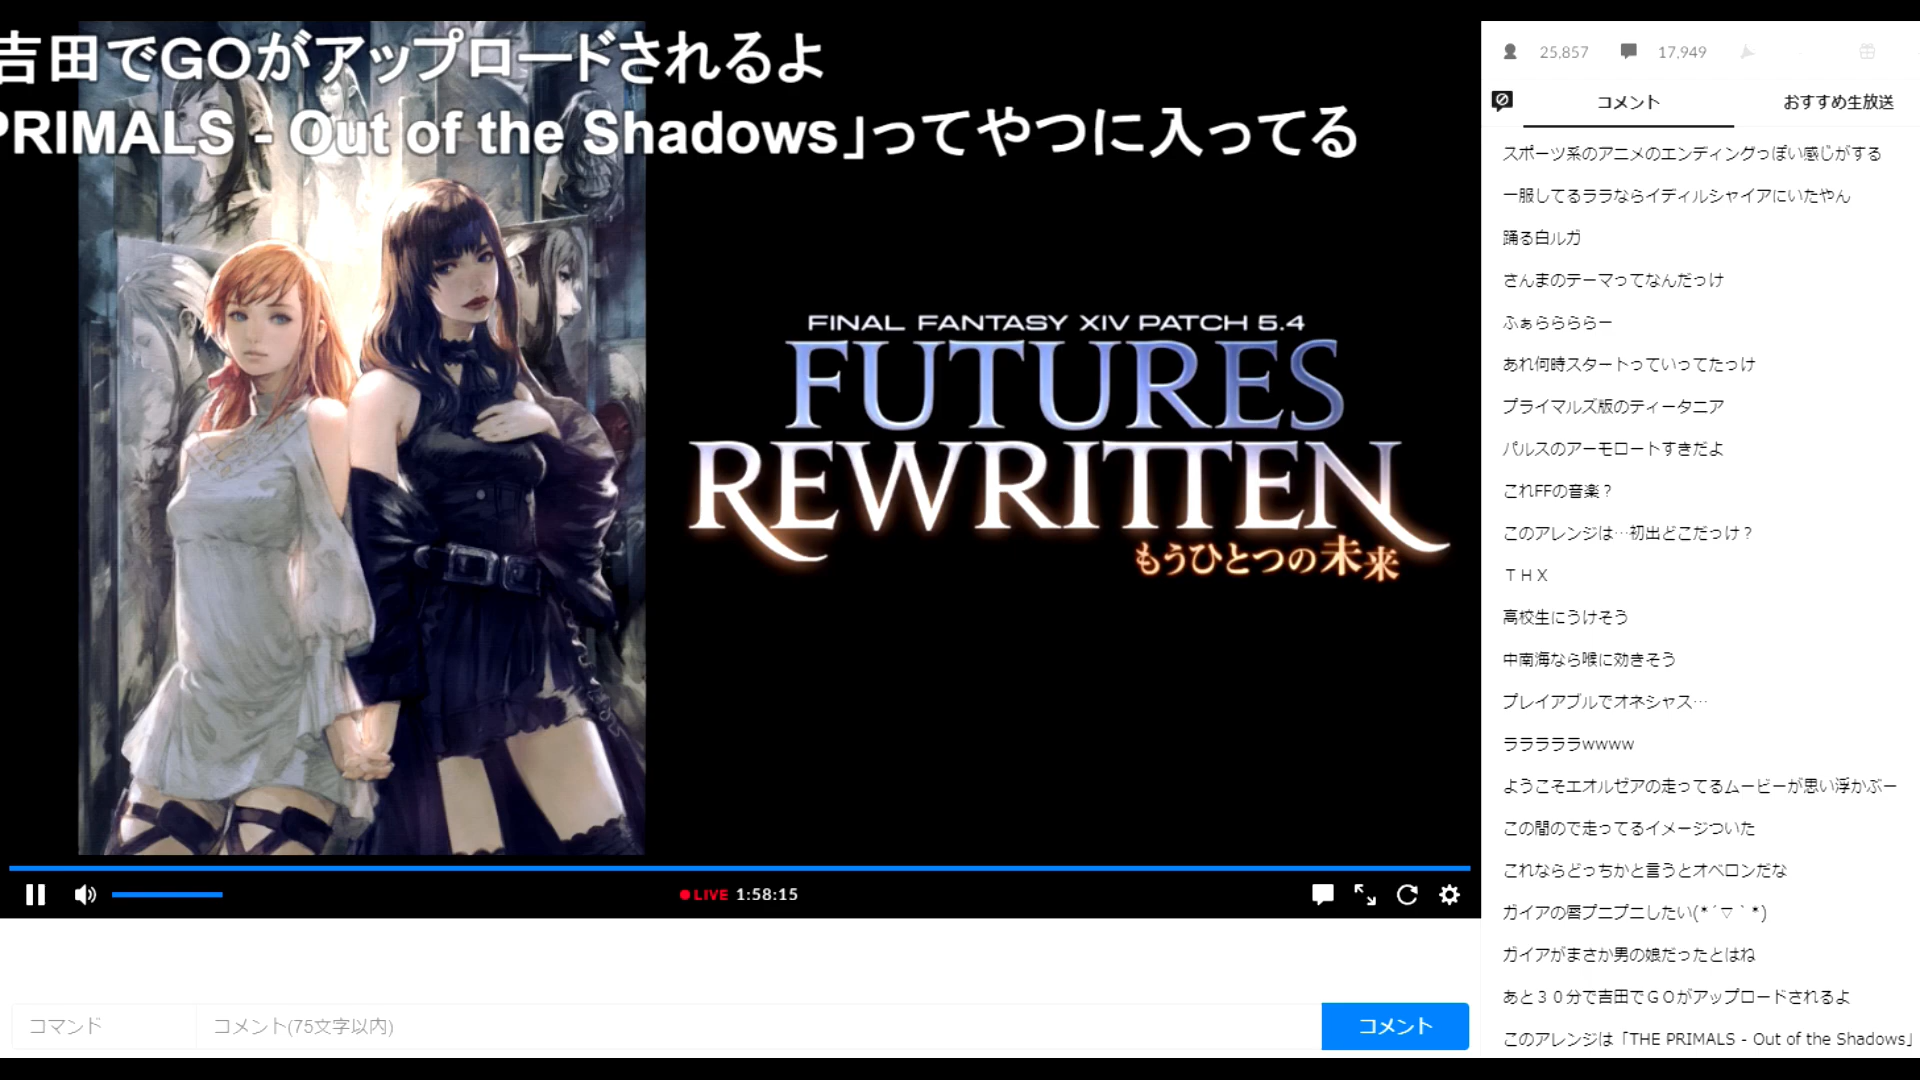 吉田でGOがアップロードされるよ
PRIMALS - Out of the Shadows」ってやつに入ってる
FINAL FANTASY XIV PATCH 5.4
FUTURES
REWRITTEN
もうひとつの未来
LIVE 1:58:15
コマンド
コメント(75文字以内)
コメント
25,857
17,949
コメント
おすすめ生放送
スポーツ系のアニメのエンディングっぽい感じがする
一服してるララならイディルシャイアにいたやん
踊る白ルガ
さんまのテーマってなんだっけ
ふぁららららー
あれ何時スタートっていってたっけ
プライマルズ版のティータニア
パルスのアーモロートすきだよ
これFFの音楽？
このアレンジは…初出どこだっけ？
ＴＨＸ
高校生にうけそう
中南海なら喉に効きそう
プレイアブルでオネシャス…
ララララwwww
ようこそエオルゼアの走ってるムービーが思い浮かぶー
この間ので走ってるイメージついた
これならどっちかと言うとオベロンだな
ガイアの唇プニプニしたい(*´▽｀*)
ガイアがまさか男の娘だったとはね
あと３０分で吉田でＧＯがアップロードされるよ
このアレンジは「THE PRIMALS - Out of the Shadows」